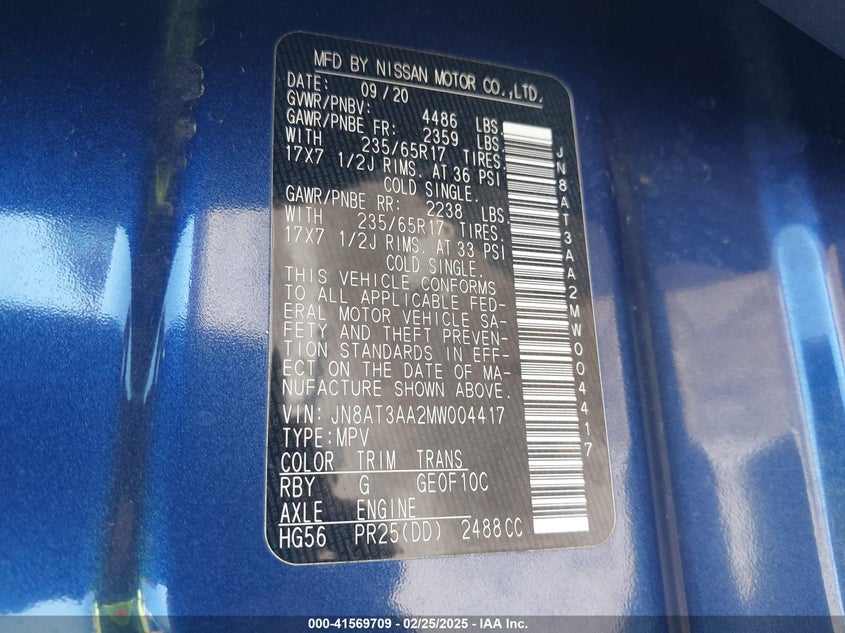 MFD BY NISSAN MOTOR CO.,LTD.
DATE: 09/20
GVWR/PNBV: 4486 LBS.
GAWR/PNBE FR: 2359 LBS.
WITH 235/65R17 TIRES.
17X7 1/2J RIMS. AT 36 PSI
COLD SINGLE.
GAWR/PNBE RR: 2238 LBS.
WITH 235/65R17 TIRES.
17X7 1/2J RIMS. AT 33 PSI
COLD SINGLE.
THIS VEHICLE CONFORMS
TO ALL APPLICABLE FED-
ERAL MOTOR VEHICLE SA-
FETY AND THEFT PREVEN-
TION STANDARDS IN EFF-
ECT ON THE DATE OF MA-
NUFACTURE SHOWN ABOVE.
VIN: JN8AT3AA2MW004417
TYPE:MPV
COLOR TRIM TRANS
RBY G GE0F10C
AXLE ENGINE
HG56 PR25(DD) 2488CC
JN8AT3AA2MW004417
000-41569709 - 02/25/2025 - IAA Inc.